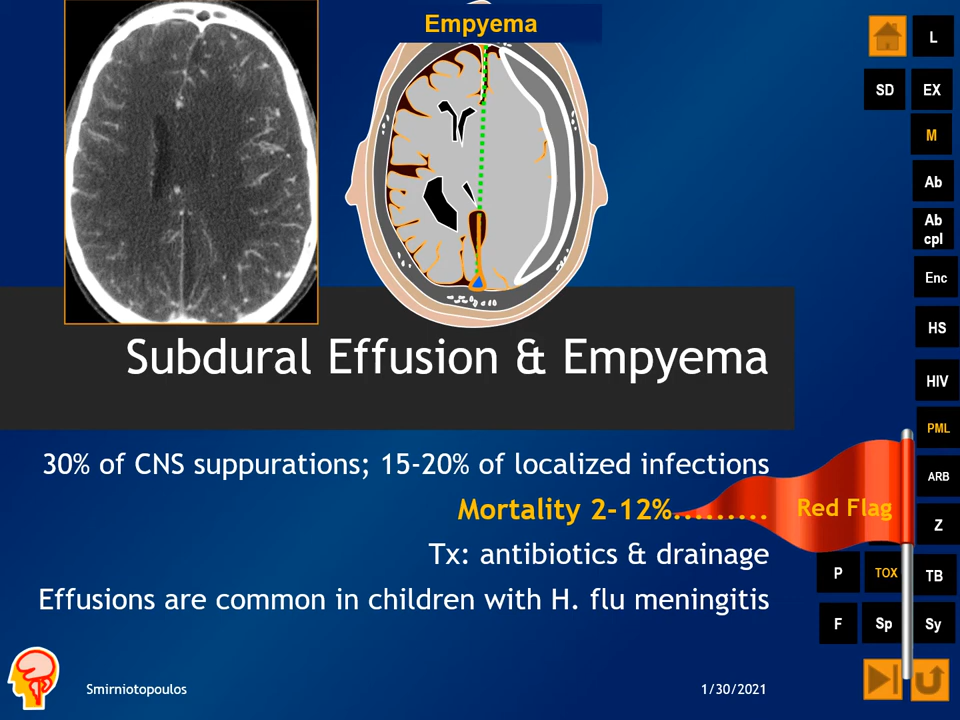 Empyema
L
SD
EX
M
Ab
Ab
cpl
Enc
HS
HIV
PML
ARB
Z
P
TOX
TB
F
Sp
Sy
Subdural Effusion & Empyema
30% of CNS suppurations; 15-20% of localized infections
Mortality 2-12%.........
Red Flag
Tx: antibiotics & drainage
Effusions are common in children with H. flu meningitis
Smirniotopoulos
1/30/2021